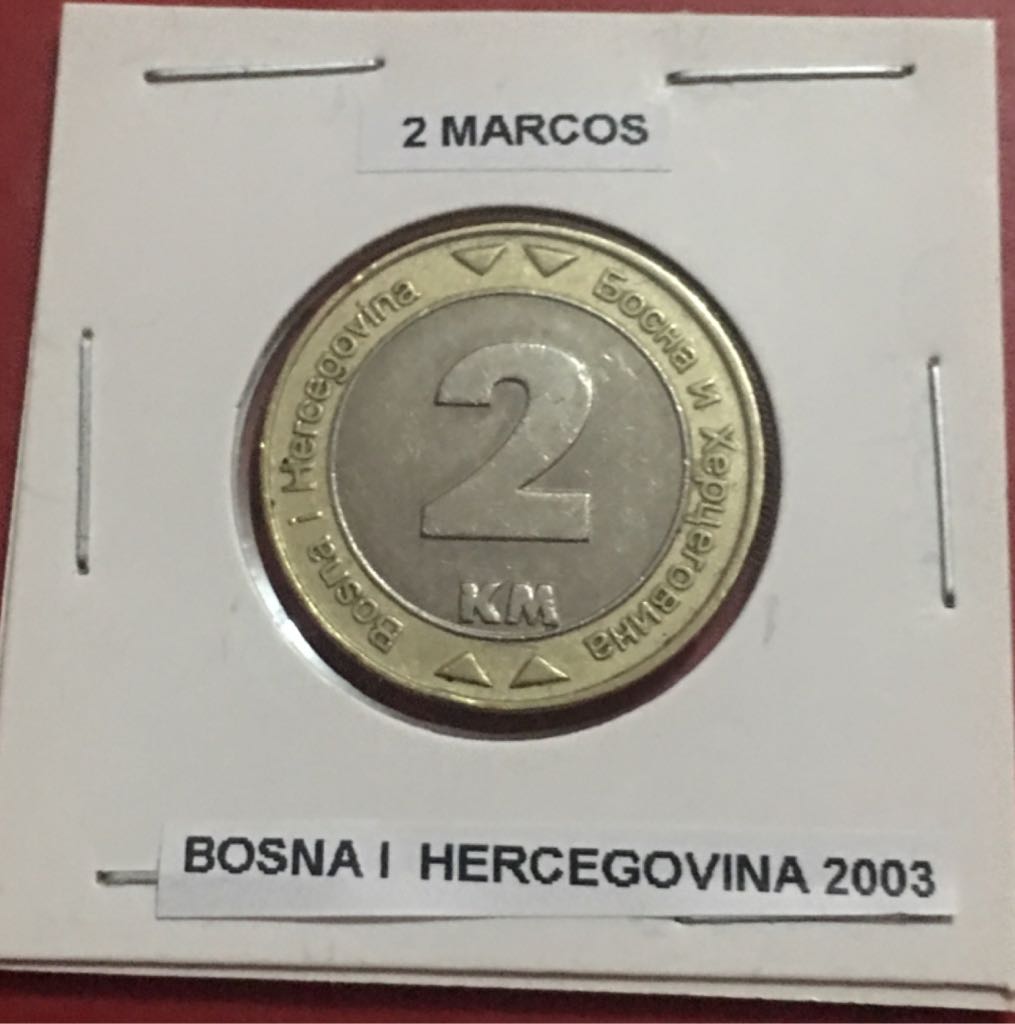 2 MARCOS
Bosna i Hercegovina
Босна и Херцеговина
2
KM
BOSNA I HERCEGOVINA 2003